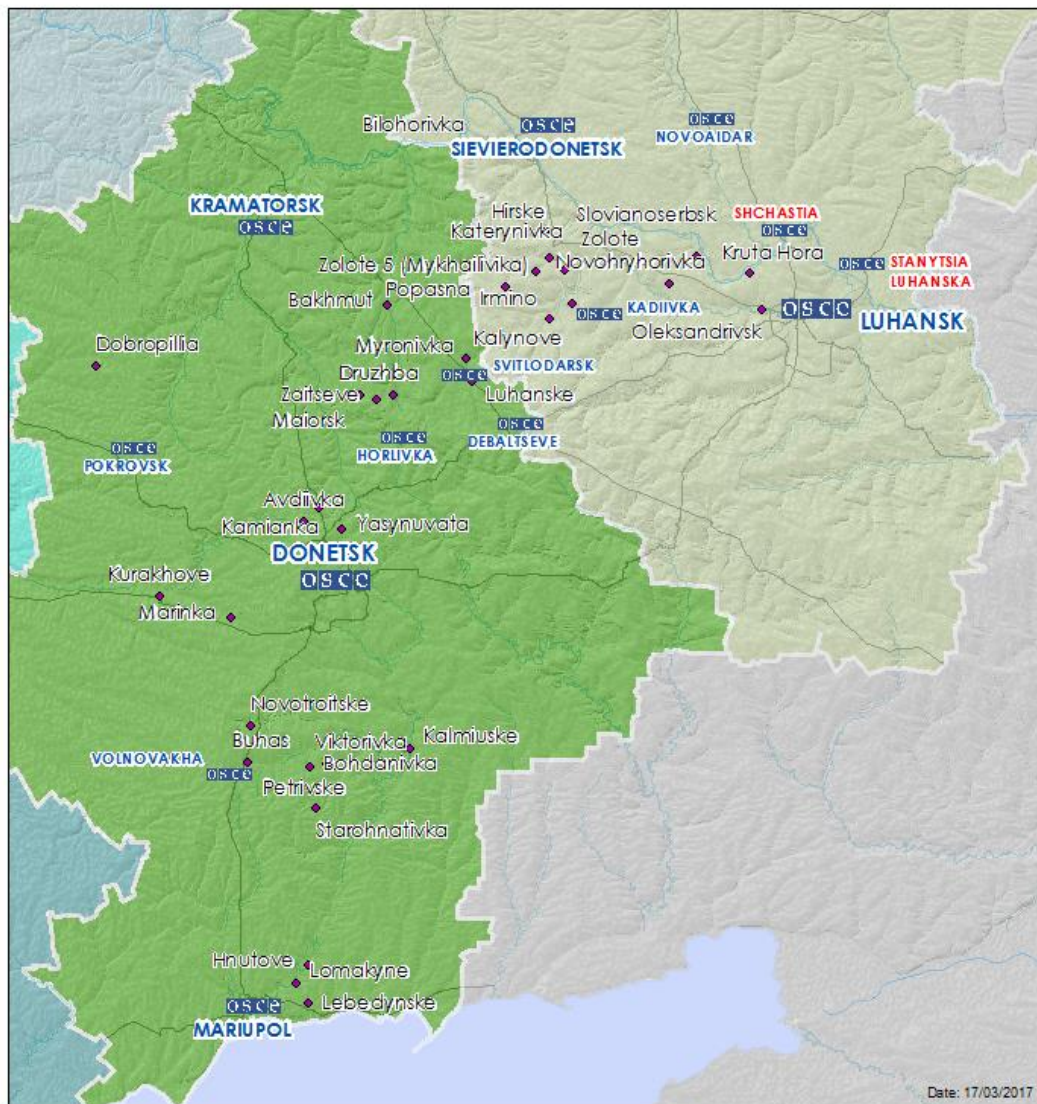 Bilohorivka
osce
SIEVIERODONETSK
osce
NOVOAIDAR
KRAMATORSK
osce
Hirske
Katerynivka
Slovianoserbsk
Zolote
SHCHASTIA
osce
Zolote 5 (Mykhailivika)
Novohryhorivka
Kruta Hora
osce
STANYTSIA
LUHANSKA
Bakhmut
Popasna
Irmino
osce
KADIIVKA
Oleksandrivsk
osce
LUHANSK
Kalynove
Dobropillia
Myronivka
Druzhba
osce
SVITLODARSK
Zaitseve
Luhanske
Maiorsk
osce
HORLIVKA
osce
DEBALTSEVE
osce
POKROVSK
Avdiivka
Kamianka
Yasynuvata
DONETSK
osce
Kurakhove
Marinka
Novotroitske
Buhas
Viktorivka
Kalmiuske
VOLNOVAKHA
osce
Bohdanivka
Petrivske
Starohnativka
Hnutove
Lomakyne
osce
Lebedynske
MARIUPOL
Date: 17/03/2017